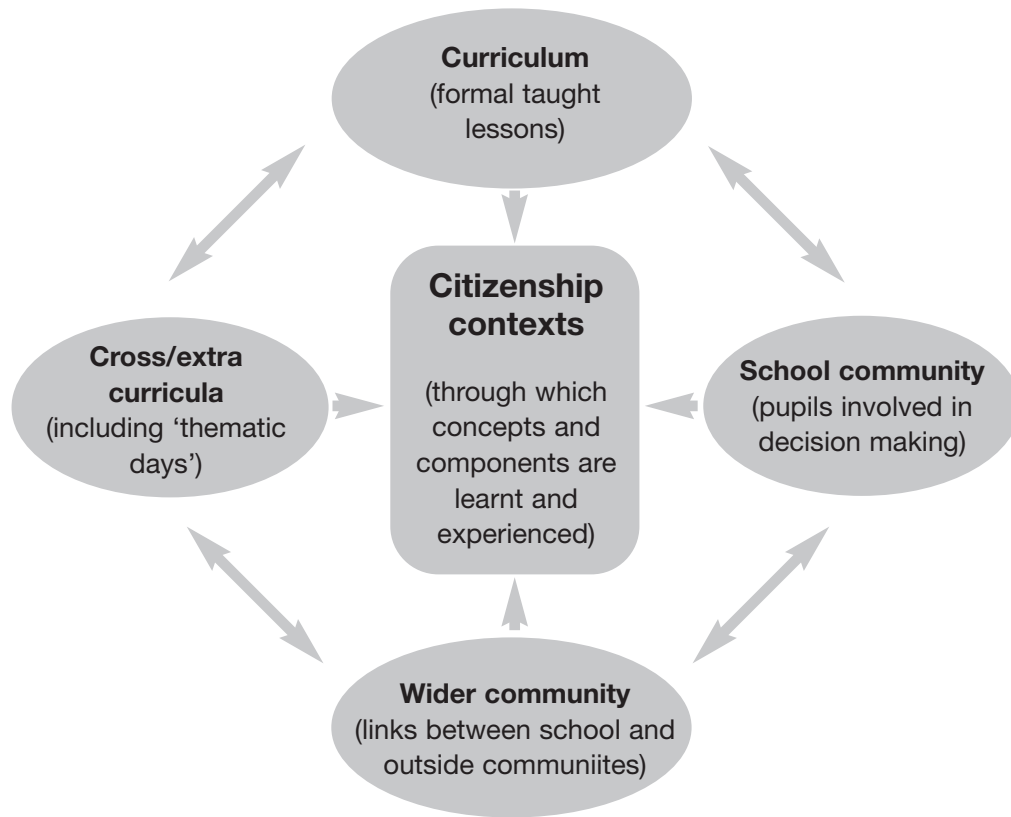 Curriculum
(formal taught
lessons)
Citizenship
contexts
(through which
concepts and
components are
learnt and
experienced)
Cross/extra
curricula
(including ‘thematic
days’)
School community
(pupils involved in
decision making)
Wider community
(links between school and
outside communiites)